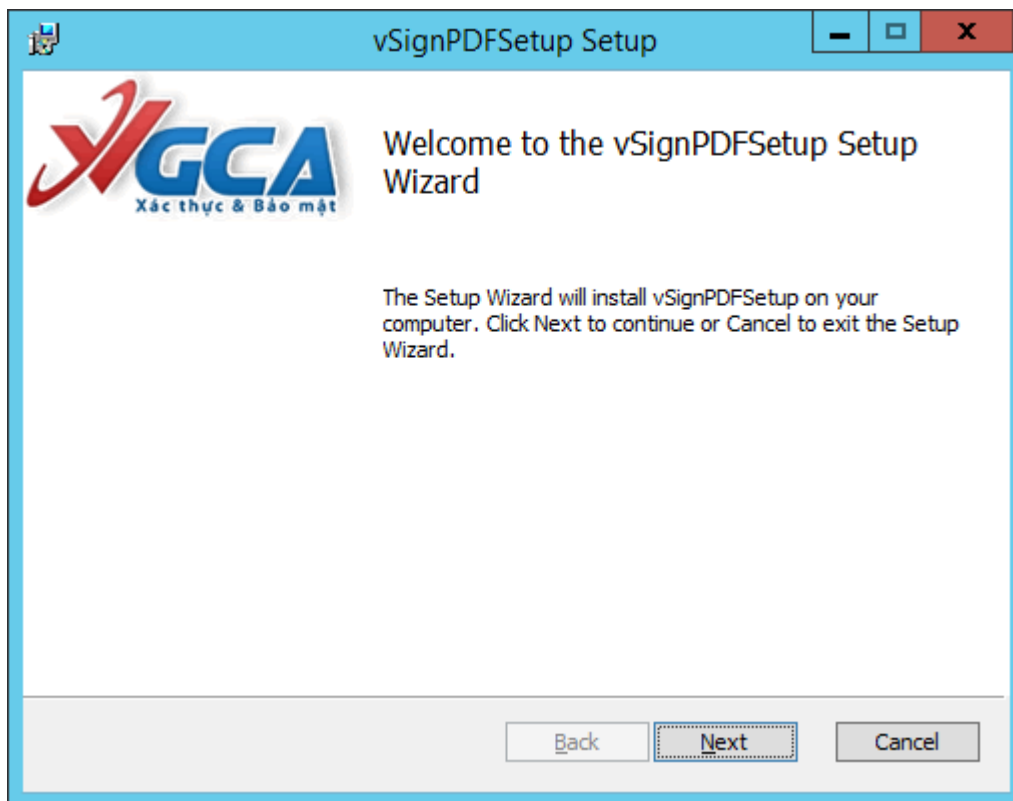 vSignPDFSetup Setup
VGCA
Xác thực & Bảo mật
Welcome to the vSignPDFSetup Setup
Wizard
The Setup Wizard will install vSignPDFSetup on your
computer. Click Next to continue or Cancel to exit the Setup
Wizard.
Back Next Cancel